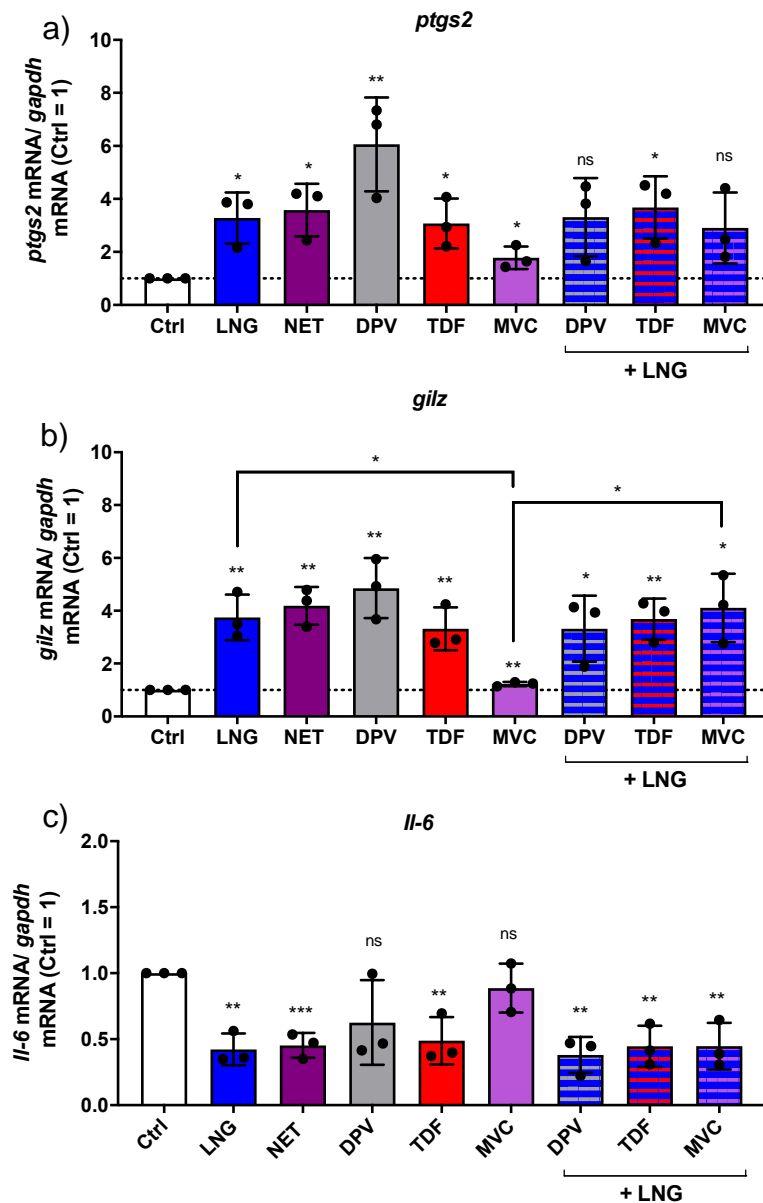 a)
ptgs2
ptgs2 mRNA/ gapdh
mRNA (Ctrl = 1)
10
8
6
4
2
0
* * ** * * ns * ns
Ctrl LNG NET DPV TDF MVC DPV TDF MVC
+ LNG
b)
gilz
gilz mRNA/ gapdh
mRNA (Ctrl = 1)
10
8
6
4
2
0
* *
** ** ** ** ** * ** *
Ctrl LNG NET DPV TDF MVC DPV TDF MVC
+ LNG
c)
Il-6
Il-6 mRNA/ gapdh
mRNA (Ctrl = 1)
2.0
1.5
1.0
0.5
0.0
** *** ns ** ns ** ** **
Ctrl LNG NET DPV TDF MVC DPV TDF MVC
+ LNG